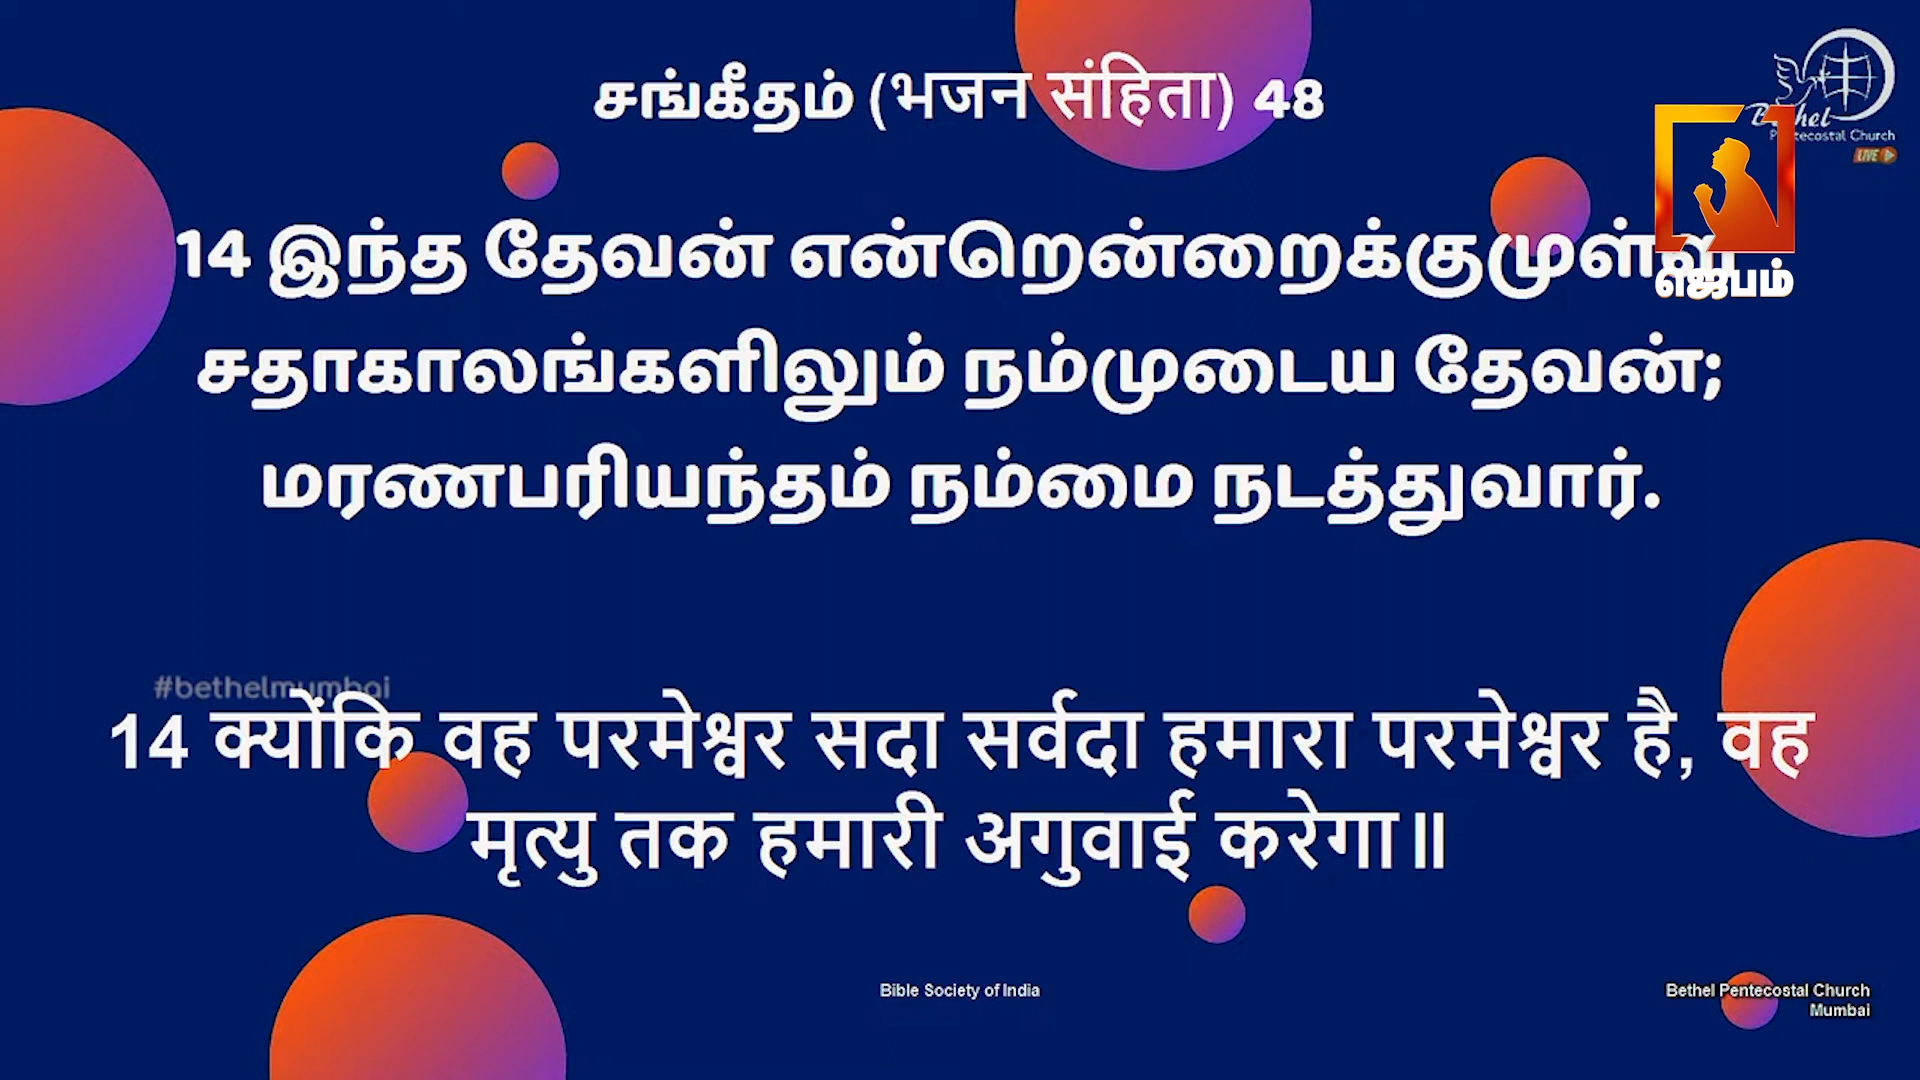 சங்கீதம் (भजन संहिता) 48
Bethel
Pentecostal Church
LIVE
14 இந்த தேவன் என்றென்றைக்குமுள்ள
ஜெபம்
சதாகாலங்களிலும் நம்முடைய தேவன்;
மரணபரியந்தம் நம்மை நடத்துவார்.
#bethelmumbai
14 क्योंकि वह परमेश्वर सदा सर्वदा हमारा परमेश्वर है, वह
मृत्यु तक हमारी अगुवाई करेगा॥
Bible Society of India
Bethel Pentecostal Church
Mumbai